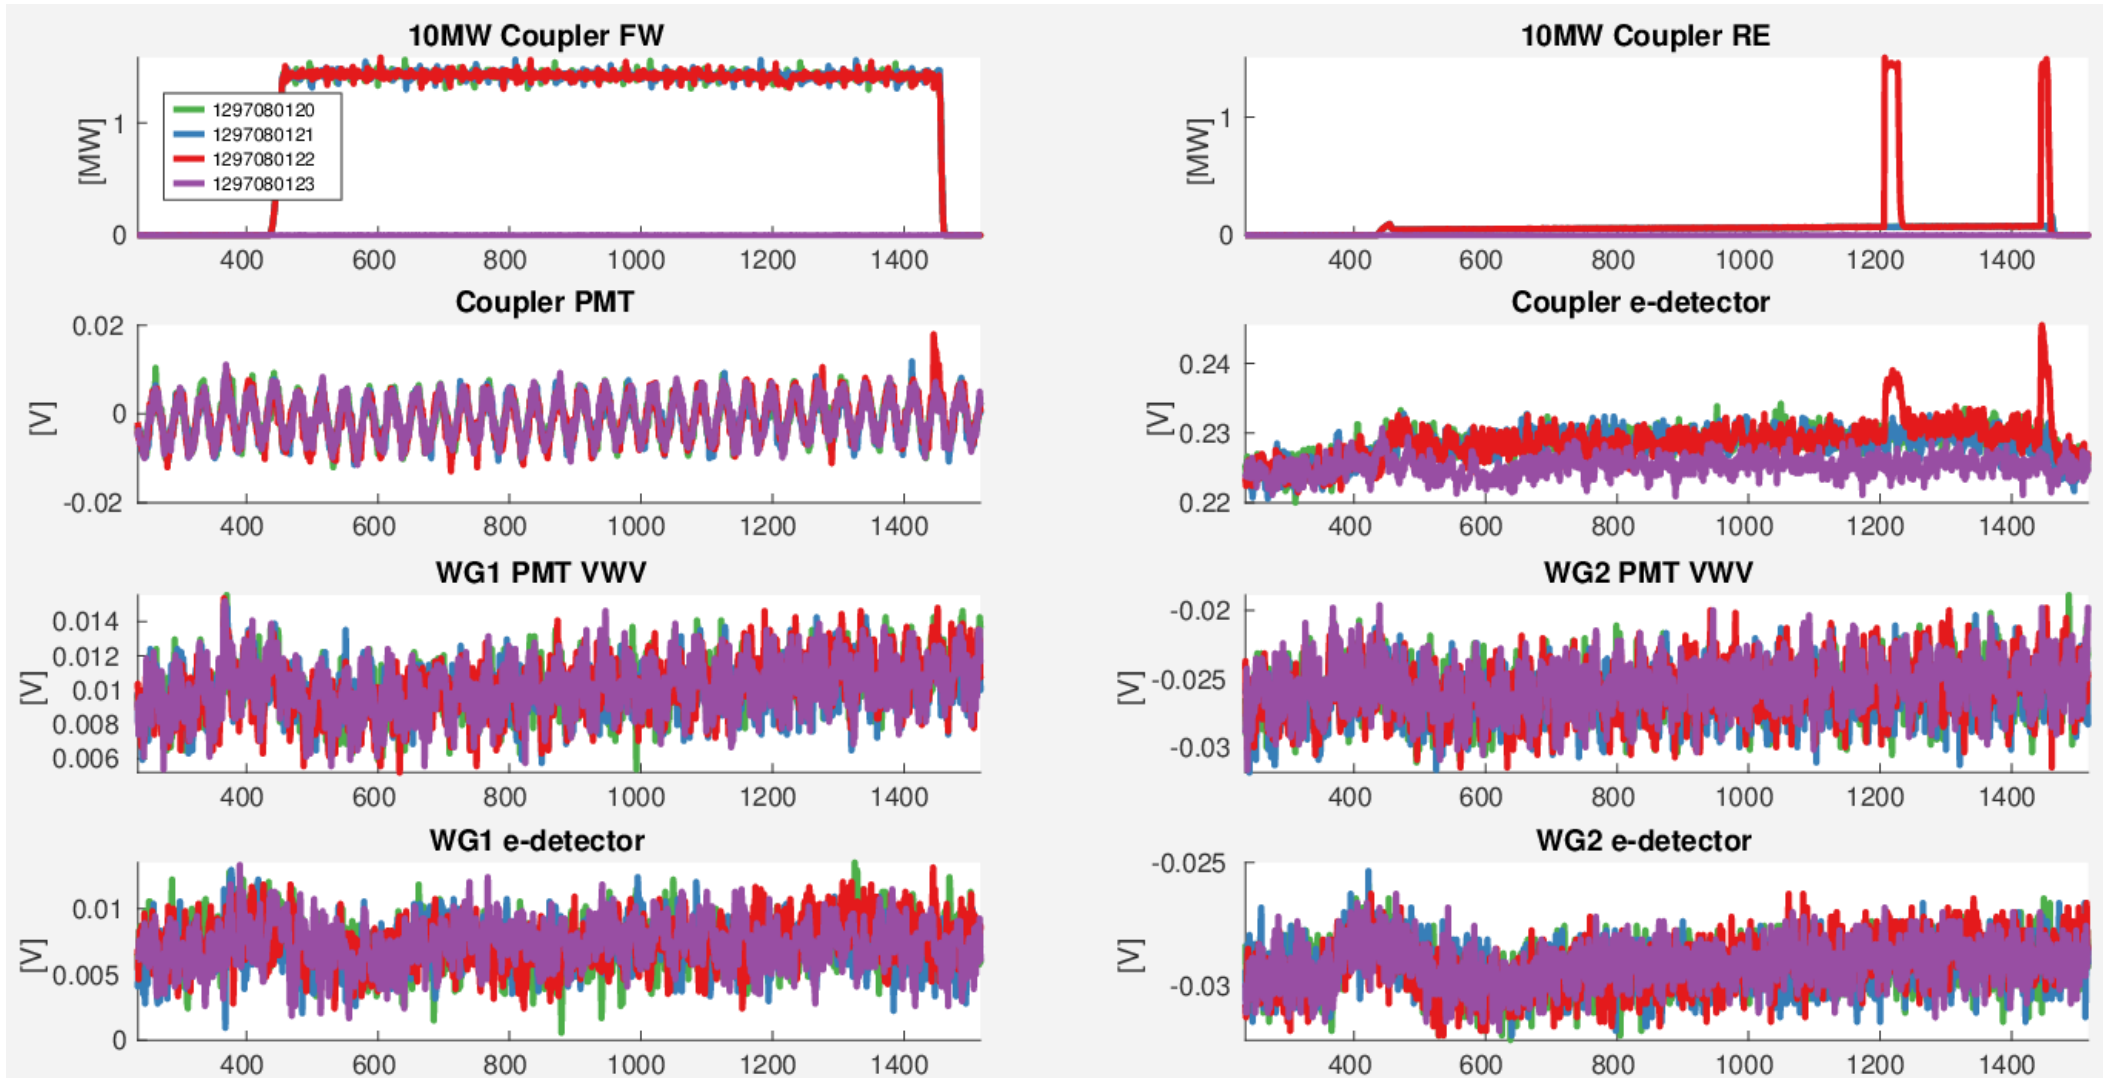 10MW Coupler FW
[MW]
1
0
1297080120
1297080121
1297080122
1297080123
400 600 800 1000 1200 1400
10MW Coupler RE
[MW]
1
0
400 600 800 1000 1200 1400
Coupler PMT
[V]
0.02
0
-0.02
400 600 800 1000 1200 1400
Coupler e-detector
[V]
0.24
0.23
0.22
400 600 800 1000 1200 1400
WG1 PMT VWV
[V]
0.014
0.012
0.01
0.008
0.006
400 600 800 1000 1200 1400
WG2 PMT VWV
[V]
-0.02
-0.025
-0.03
400 600 800 1000 1200 1400
WG1 e-detector
[V]
0.01
0.005
0
400 600 800 1000 1200 1400
WG2 e-detector
[V]
-0.025
-0.03
400 600 800 1000 1200 1400